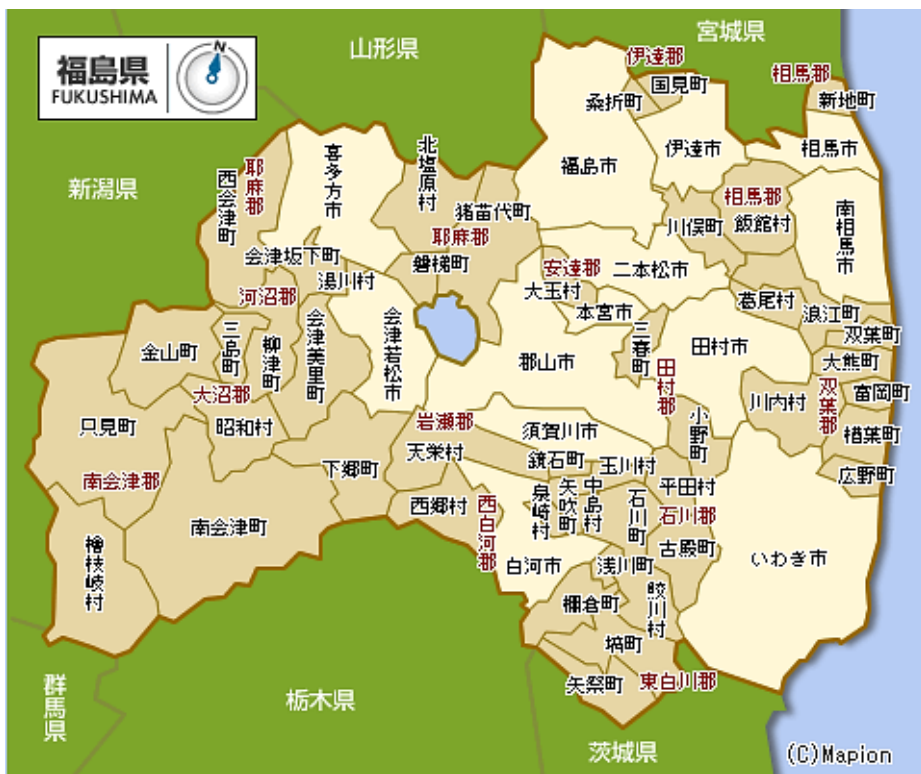 福島県
FUKUSHIMA
N
山形県
宮城県
新潟県
群馬県
栃木県
茨城県
伊達郡
国見町
桑折町
相馬郡
新地町
福島市
伊達市
相馬市
喜多方市
北塩原村
耶麻郡
西会津町
猪苗代町
耶麻郡
磐梯町
相馬郡
飯館村
川俣町
南相馬市
会津坂下町
湯川村
河沼郡
安達郡
大玉村
二本松市
本宮市
葛尾村
浪江町
双葉町
大熊町
富岡町
双葉郡
楢葉町
広野町
川内村
金山町
三島町
柳津町
会津美里町
会津若松市
郡山市
三春町
田村市
田村郡
小野町
只見町
大沼郡
昭和村
岩瀬郡
天栄村
須賀川市
鏡石町
玉川村
平田村
石川郡
南会津郡
南会津町
下郷町
西郷村
西白河郡
泉崎村
矢吹町
中島村
石川町
古殿町
いわき市
檜枝岐村
白河市
浅川町
棚倉町
鮫川村
塙町
矢祭町
東白川郡
(C)Mapion